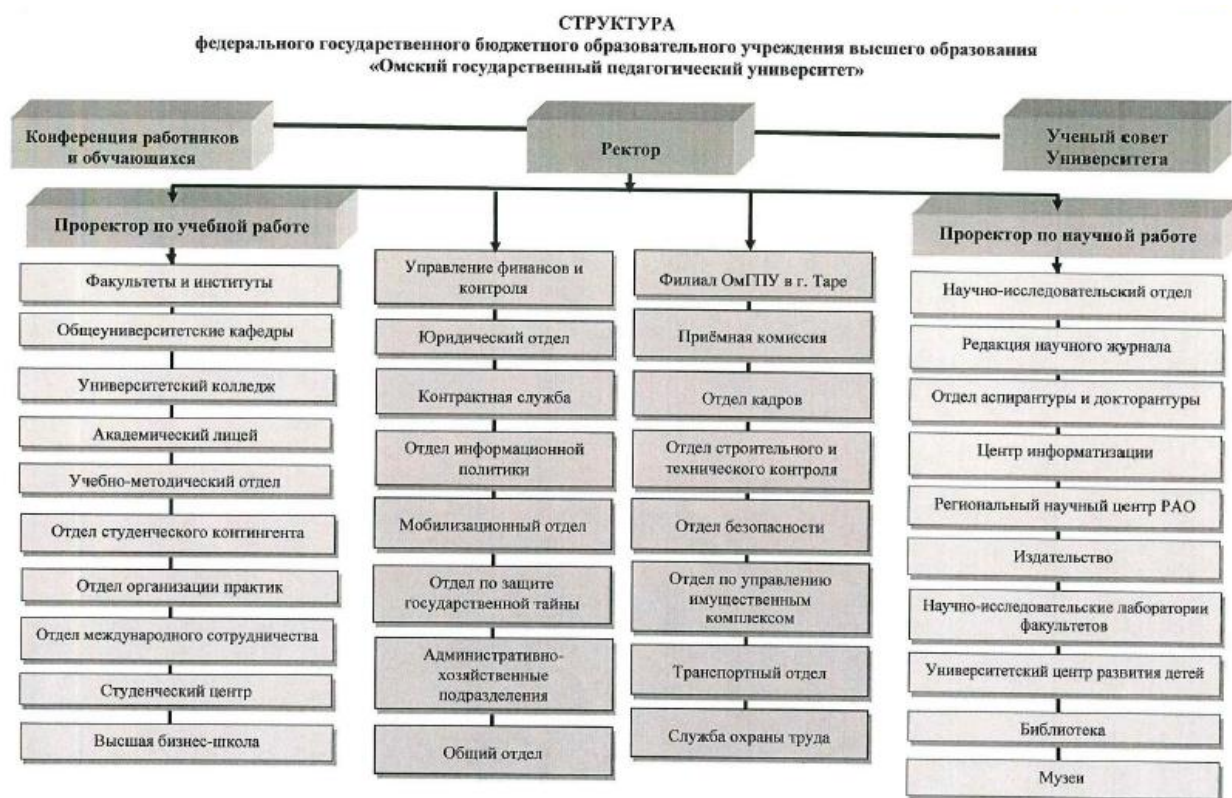 СТРУКТУРА
федерального государственного бюджетного образовательного учреждения высшего образования
«Омский государственный педагогический университет»
Конференция работников
и обучающихся
Ректор
Ученый совет
Университета
Проректор по учебной работе
Факультеты и институты
Общеуниверситетские кафедры
Университетский колледж
Академический лицей
Учебно-методический отдел
Отдел студенческого контингента
Отдел организации практик
Отдел международного сотрудничества
Студенческий центр
Высшая бизнес-школа
Управление финансов и
контроля
Юридический отдел
Контрактная служба
Отдел информационной
политики
Мобилизационный отдел
Отдел по защите
государственной тайны
Административно-
хозяйственные
подразделения
Общий отдел
Филиал ОмГПУ в г. Таре
Приёмная комиссия
Отдел кадров
Отдел строительного и
технического контроля
Отдел безопасности
Отдел по управлению
имущественным
комплексом
Транспортный отдел
Служба охраны труда
Проректор по научной работе
Научно-исследовательский отдел
Редакция научного журнала
Отдел аспирантуры и докторантуры
Центр информатизации
Региональный научный центр РАО
Издательство
Научно-исследовательские лаборатории
факультетов
Университетский центр развития детей
Библиотека
Музеи